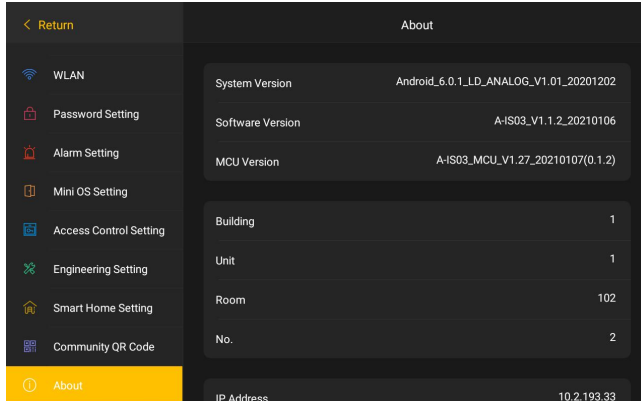 Return
About
WLAN
Password Setting
Alarm Setting
Mini OS Setting
Access Control Setting
Engineering Setting
Smart Home Setting
Community QR Code
About
System Version Android_6.0.1_LD_ANALOG_V1.01_20201202
Software Version A-IS03_V1.1.2_20210106
MCU Version A-IS03_MCU_V1.27_20210107(0.1.2)
Building 1
Unit 1
Room 102
No. 2
IP Address 10.2.193.33